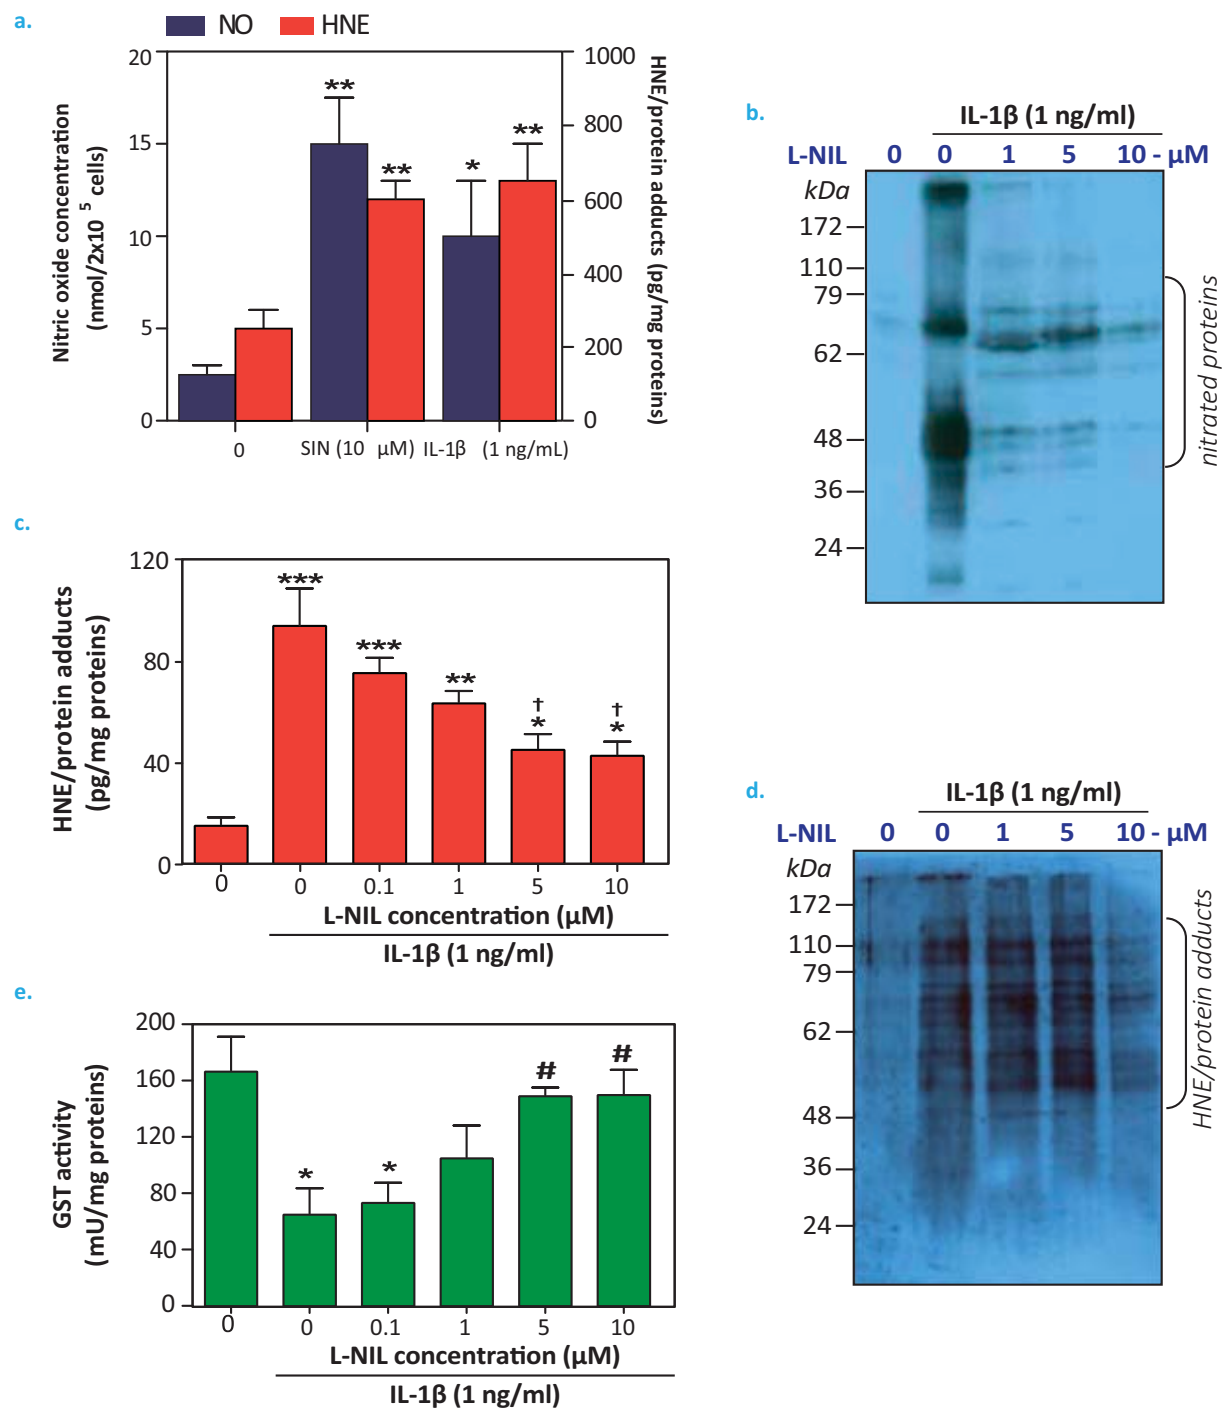 a.
NO HNE
Nitric oxide concentration
(nmol/2x10 5 cells)
20
15
10
5
0
1000
800
600
400
200
0
HNE/protein adducts (pg/mg proteins)
** ** * **
0 SIN (10 μM) IL-1β (1 ng/mL)
b.
IL-1β (1 ng/ml)
L-NIL 0 0 1 5 10 - μM
kDa
172
110
79
62
48
36
24
nitrated proteins
c.
HNE/protein adducts
(pg/mg proteins)
120
80
40
0
*** *** ** † * † *
0 0 0.1 1 5 10
L-NIL concentration (μM)
IL-1β (1 ng/ml)
d.
IL-1β (1 ng/ml)
L-NIL 0 0 1 5 10 - μM
kDa
172
110
79
62
48
36
24
HNE/protein adducts
e.
GST activity
(mU/mg proteins)
200
160
120
80
40
0
* * # #
0 0 0.1 1 5 10
L-NIL concentration (μM)
IL-1β (1 ng/ml)